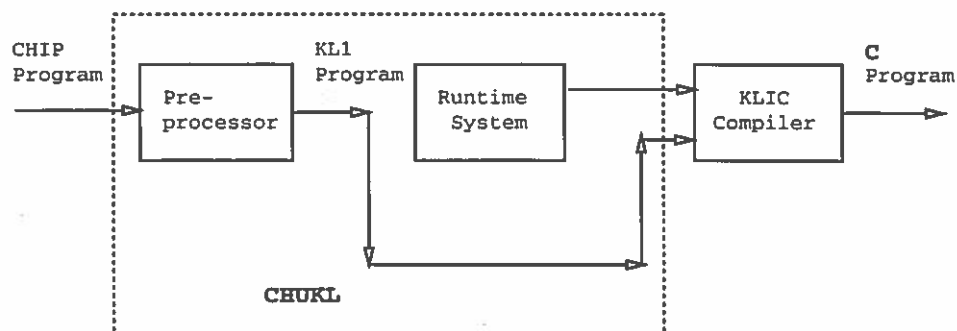 CHIP
Program
Pre-
processor
KL1
Program
Runtime
System
KLIC
Compiler
C
Program
CHUKL